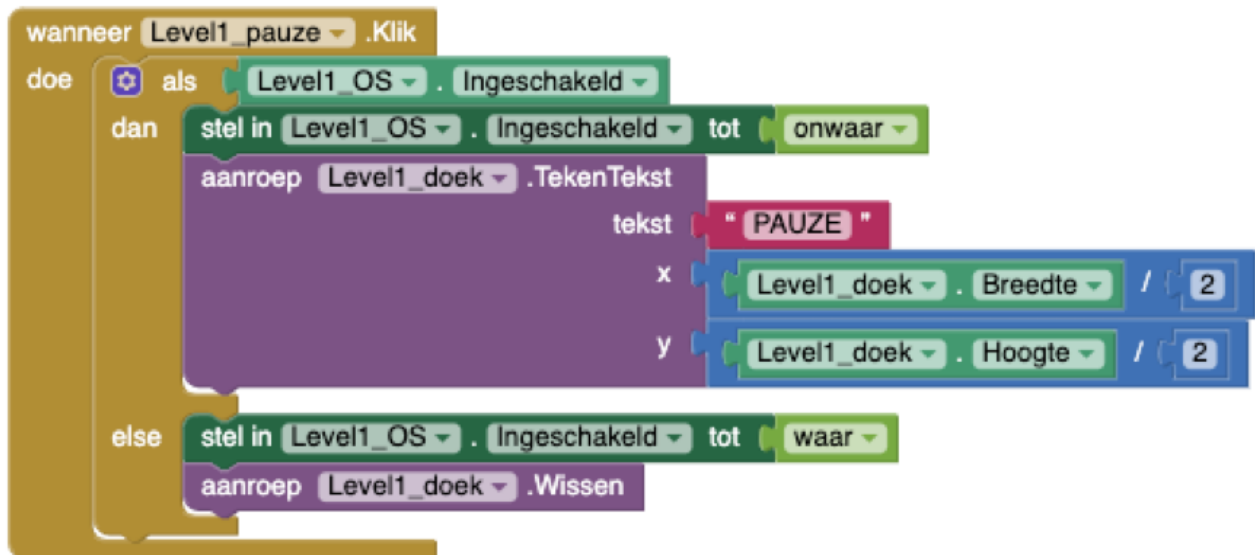 wanneer Level1_pauze .Klik
doe als Level1_OS . Ingeschakeld
dan stel in Level1_OS . Ingeschakeld tot onwaar
aanroep Level1_doek .TekenTekst
tekst " PAUZE "
x Level1_doek . Breedte / 2
y Level1_doek . Hoogte / 2
else stel in Level1_OS . Ingeschakeld tot waar
aanroep Level1_doek .Wissen